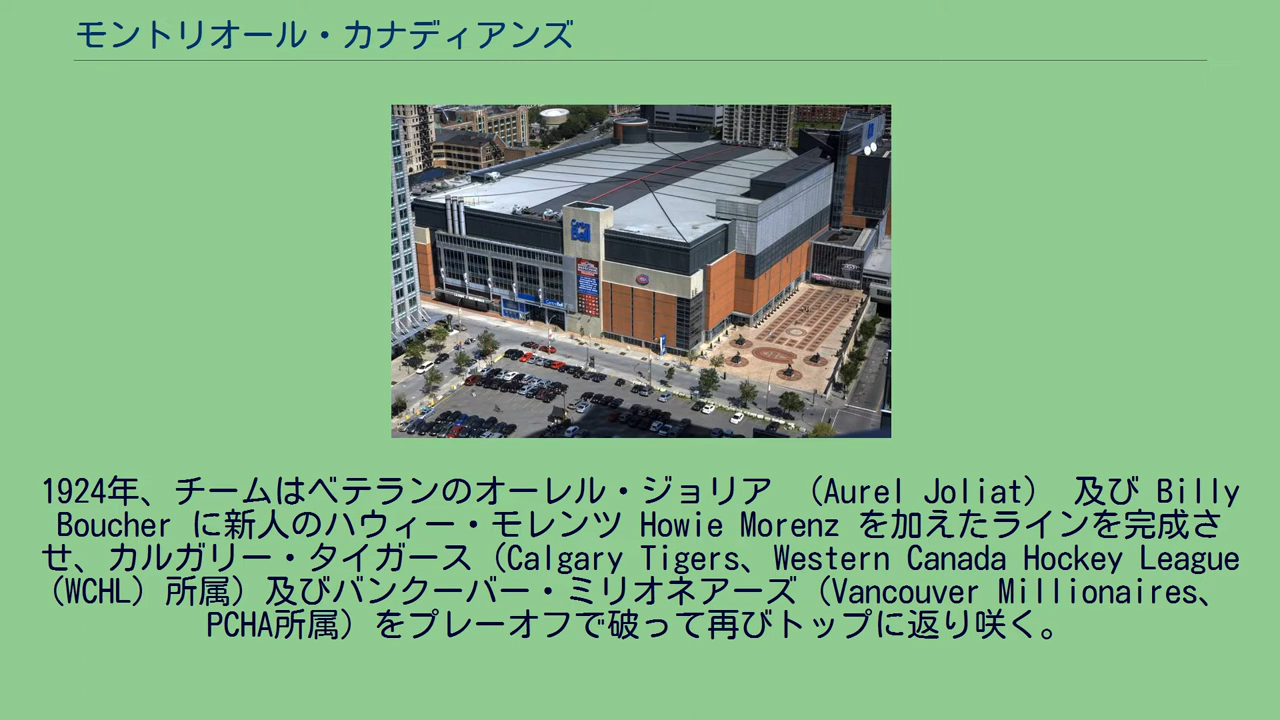 モントリオール・カナディアンズ
1924年、チームはベテランのオーレル・ジョリア （Aurel Joliat） 及び Billy
Boucher に新人のハウィー・モレンツ Howie Morenz を加えたラインを完成さ
せ、カルガリー・タイガース（Calgary Tigers、Western Canada Hockey League
（WCHL）所属）及びバンクーバー・ミリオネアーズ（Vancouver Millionaires、
PCHA所属）をプレーオフで破って再びトップに返り咲く。